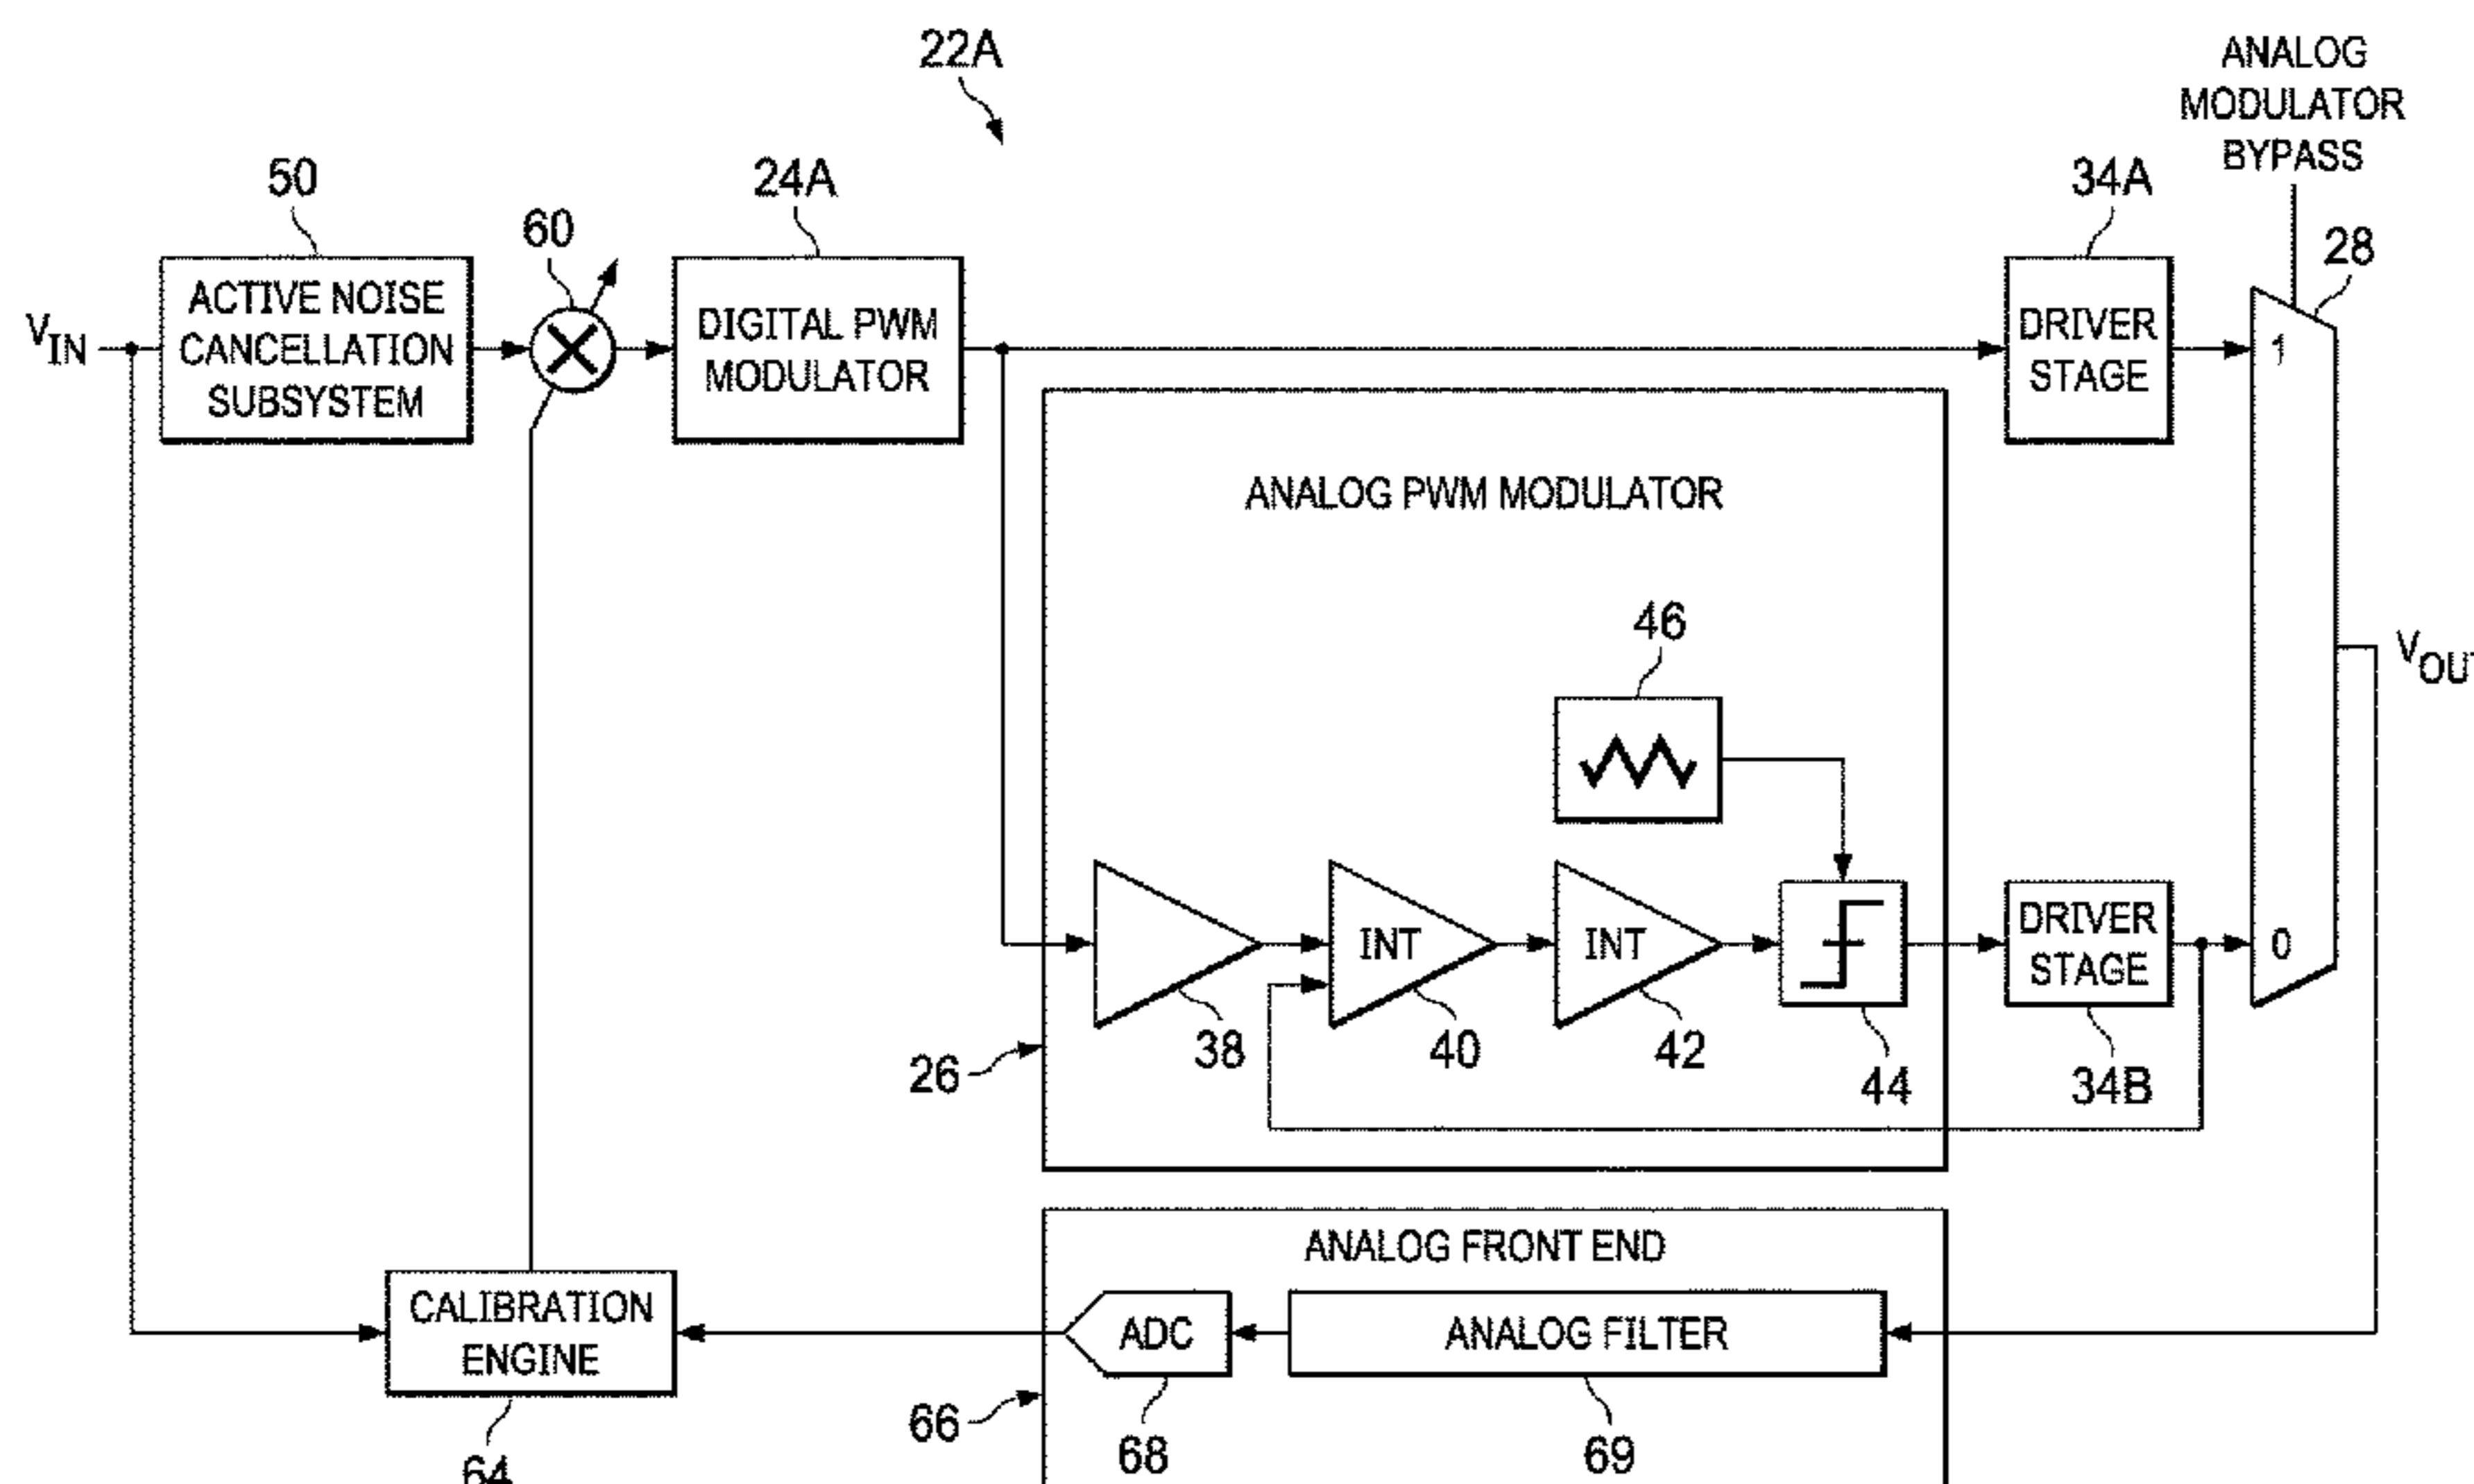 22A
ANALOG
MODULATOR
BYPASS
50
60
24A
34A
28
V_IN
ACTIVE NOISE
CANCELLATION
SUBSYSTEM
DIGITAL PWM
MODULATOR
DRIVER
STAGE
1
ANALOG PWM MODULATOR
46
V_OUT
INT
INT
DRIVER
STAGE
0
38
40
42
44
34B
26
ANALOG FRONT END
CALIBRATION
ENGINE
ADC
ANALOG FILTER
64
66
68
69